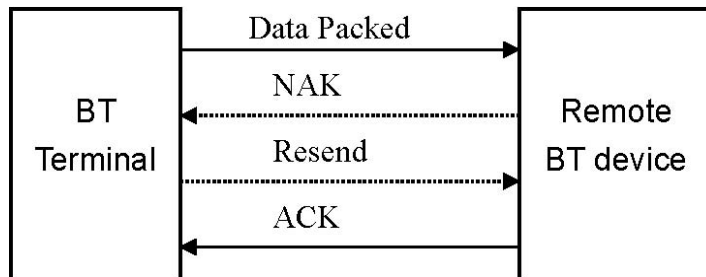 Data Packed
NAK
BT
Terminal
Remote
BT device
Resend
ACK